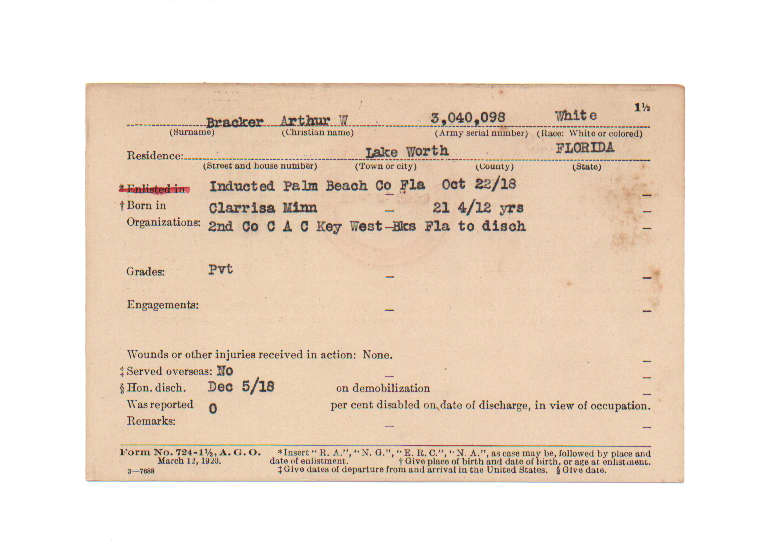 1½
Bracker Arthur W 3,040,098 White
(Surname) (Christian name) (Army serial number) (Race: White or colored)
Residence: Lake Worth FLORIDA
(Street and house number) (Town or city) (County) (State)
*Enlisted in Inducted Palm Beach Co Fla Oct 22/18
†Born in Clarrisa Minn 21 4/12 yrs
Organizations: 2nd Co C A C Key West Bks Fla to disch
Grades: Pvt
Engagements:
Wounds or other injuries received in action: None.
‡Served overseas: No
§Hon. disch. Dec 5/18 on demobilization
Was reported 0 per cent disabled on date of discharge, in view of occupation.
Remarks:
Form No. 724-1½, A. G. O. *Insert "R. A.", "N. G.", "E. R. C.", "N. A.", as case may be, followed by place and
March 12, 1920. date of enlistment. †Give place of birth and date of birth, or age at enlistment.
3—7688 ‡Give dates of departure from and arrival in the United States. §Give date.